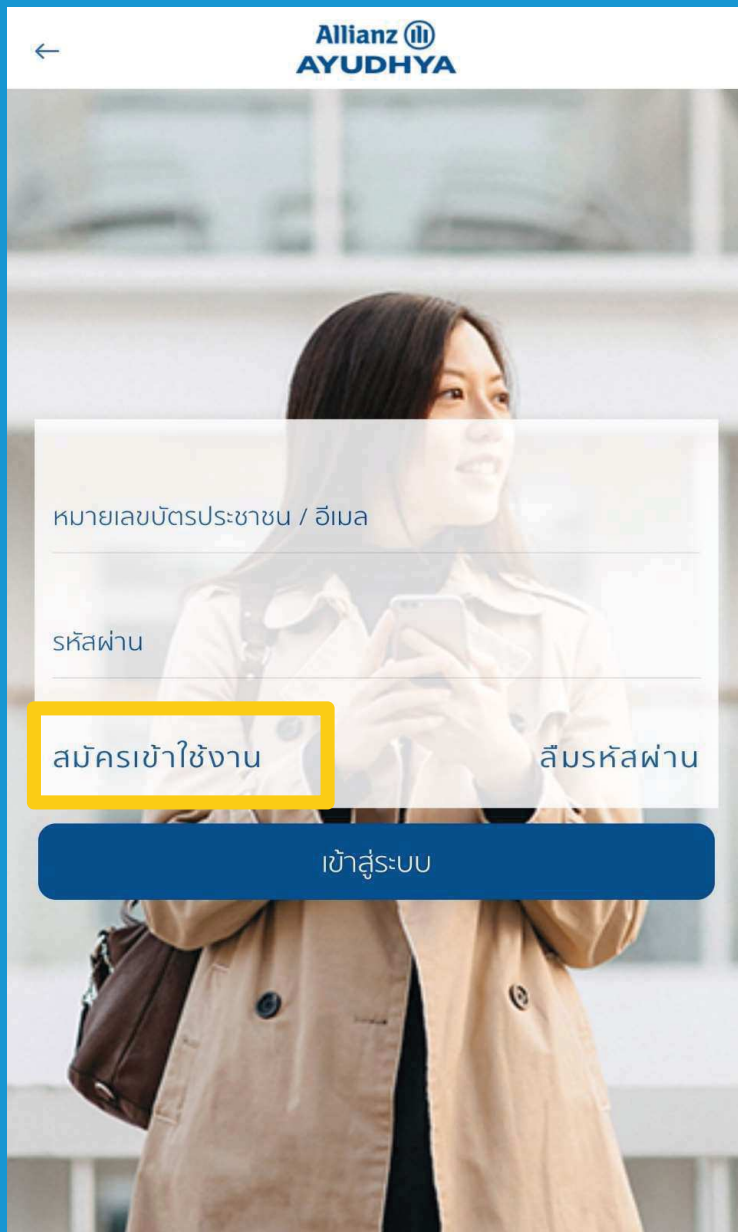 Allianz
AYUDHYA
หมายเลขบัตรประชาชน / อีเมล
รหัสผ่าน
สมัครเข้าใช้งาน
ลืมรหัสผ่าน
เข้าสู่ระบบ